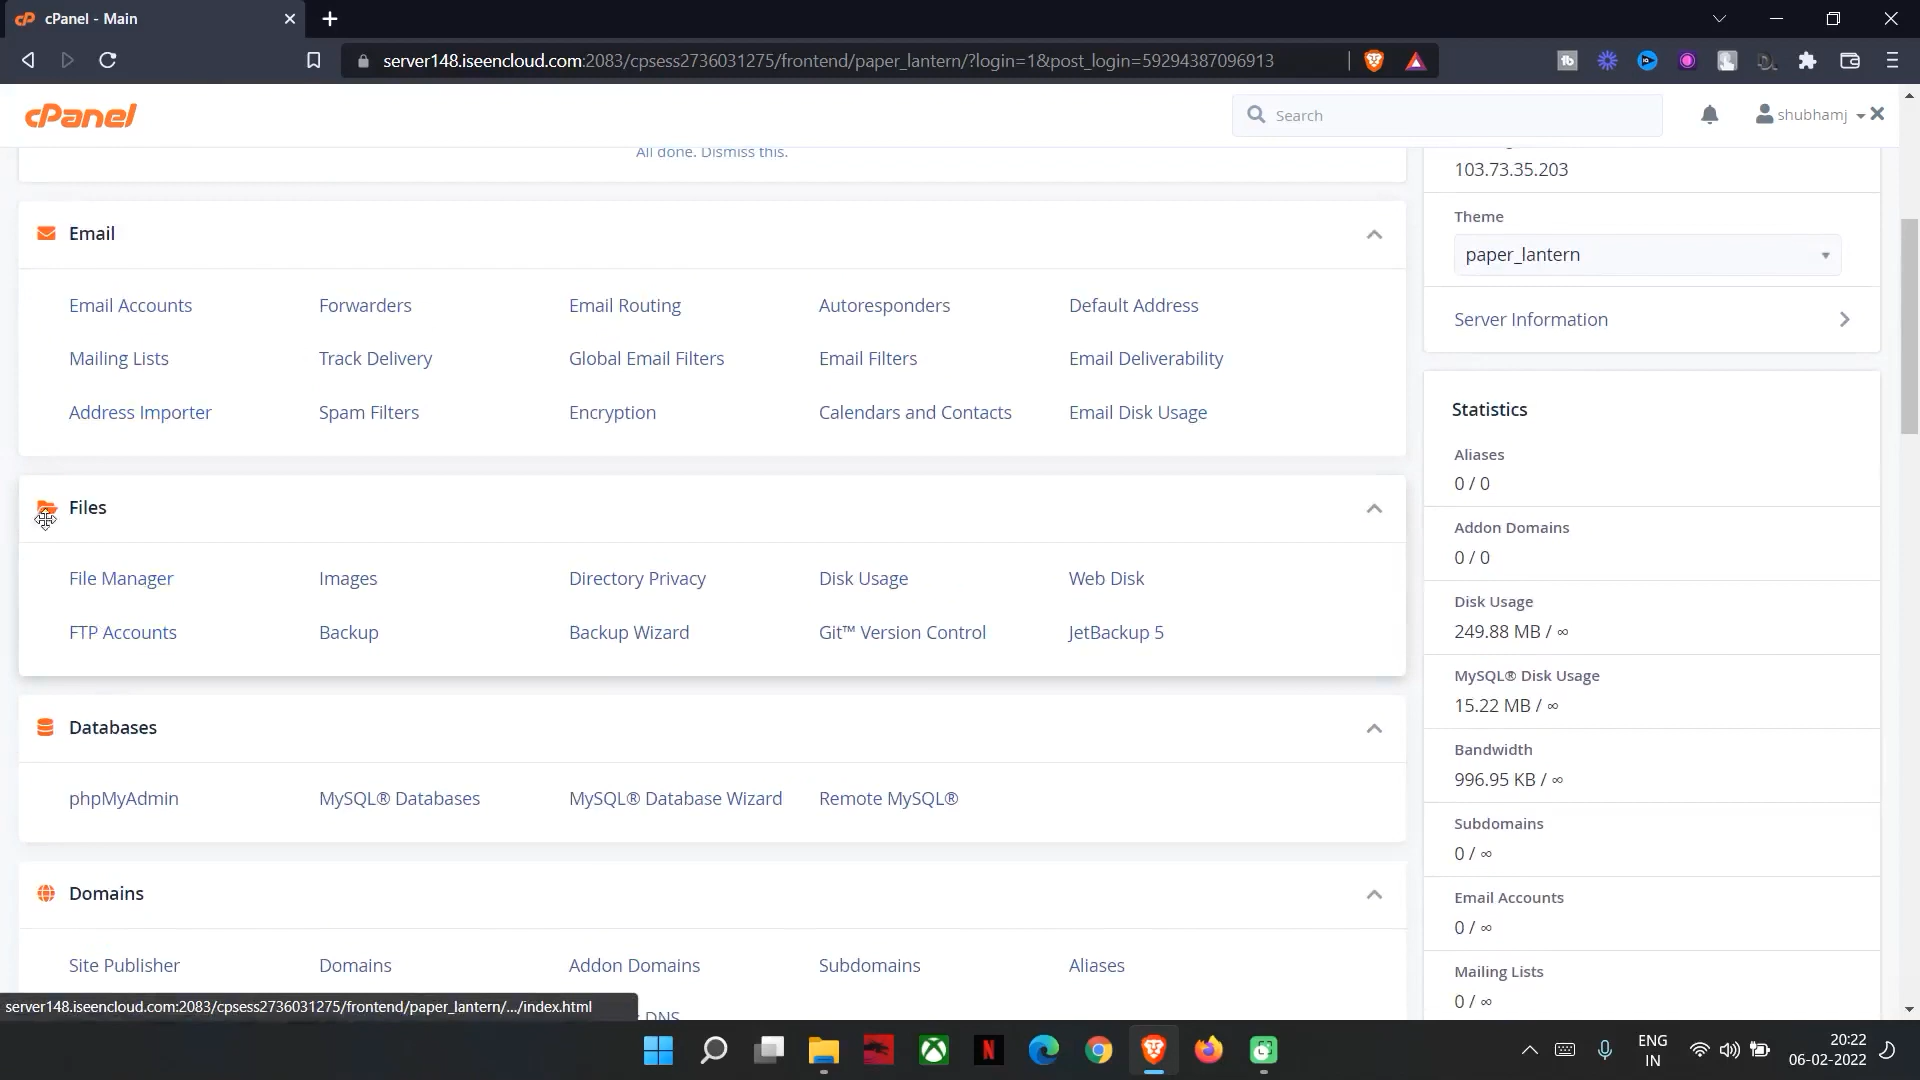 cPanel - Main
server148.iseencloud.com:2083/cpsess2736031275/frontend/paper_lantern/?login=1&post_login=59294387096913
cPanel
Search
shubhamj
All done. Dismiss this.
103.73.35.203
Theme
paper_lantern
Server Information
Email
Email Accounts
Forwarders
Email Routing
Autoresponders
Default Address
Mailing Lists
Track Delivery
Global Email Filters
Email Filters
Email Deliverability
Address Importer
Spam Filters
Encryption
Calendars and Contacts
Email Disk Usage
Files
File Manager
Images
Directory Privacy
Disk Usage
Web Disk
FTP Accounts
Backup
Backup Wizard
Git™ Version Control
JetBackup 5
Databases
phpMyAdmin
MySQL® Databases
MySQL® Database Wizard
Remote MySQL®
Domains
Site Publisher
Domains
Addon Domains
Subdomains
Aliases
DNS
Statistics
Aliases
0 / 0
Addon Domains
0 / 0
Disk Usage
249.88 MB / ∞
MySQL® Disk Usage
15.22 MB / ∞
Bandwidth
996.95 KB / ∞
Subdomains
0 / ∞
Email Accounts
0 / ∞
Mailing Lists
0 / ∞
server148.iseencloud.com:2083/cpsess2736031275/frontend/paper_lantern/.../index.html
ENG
IN
20:22
06-02-2022